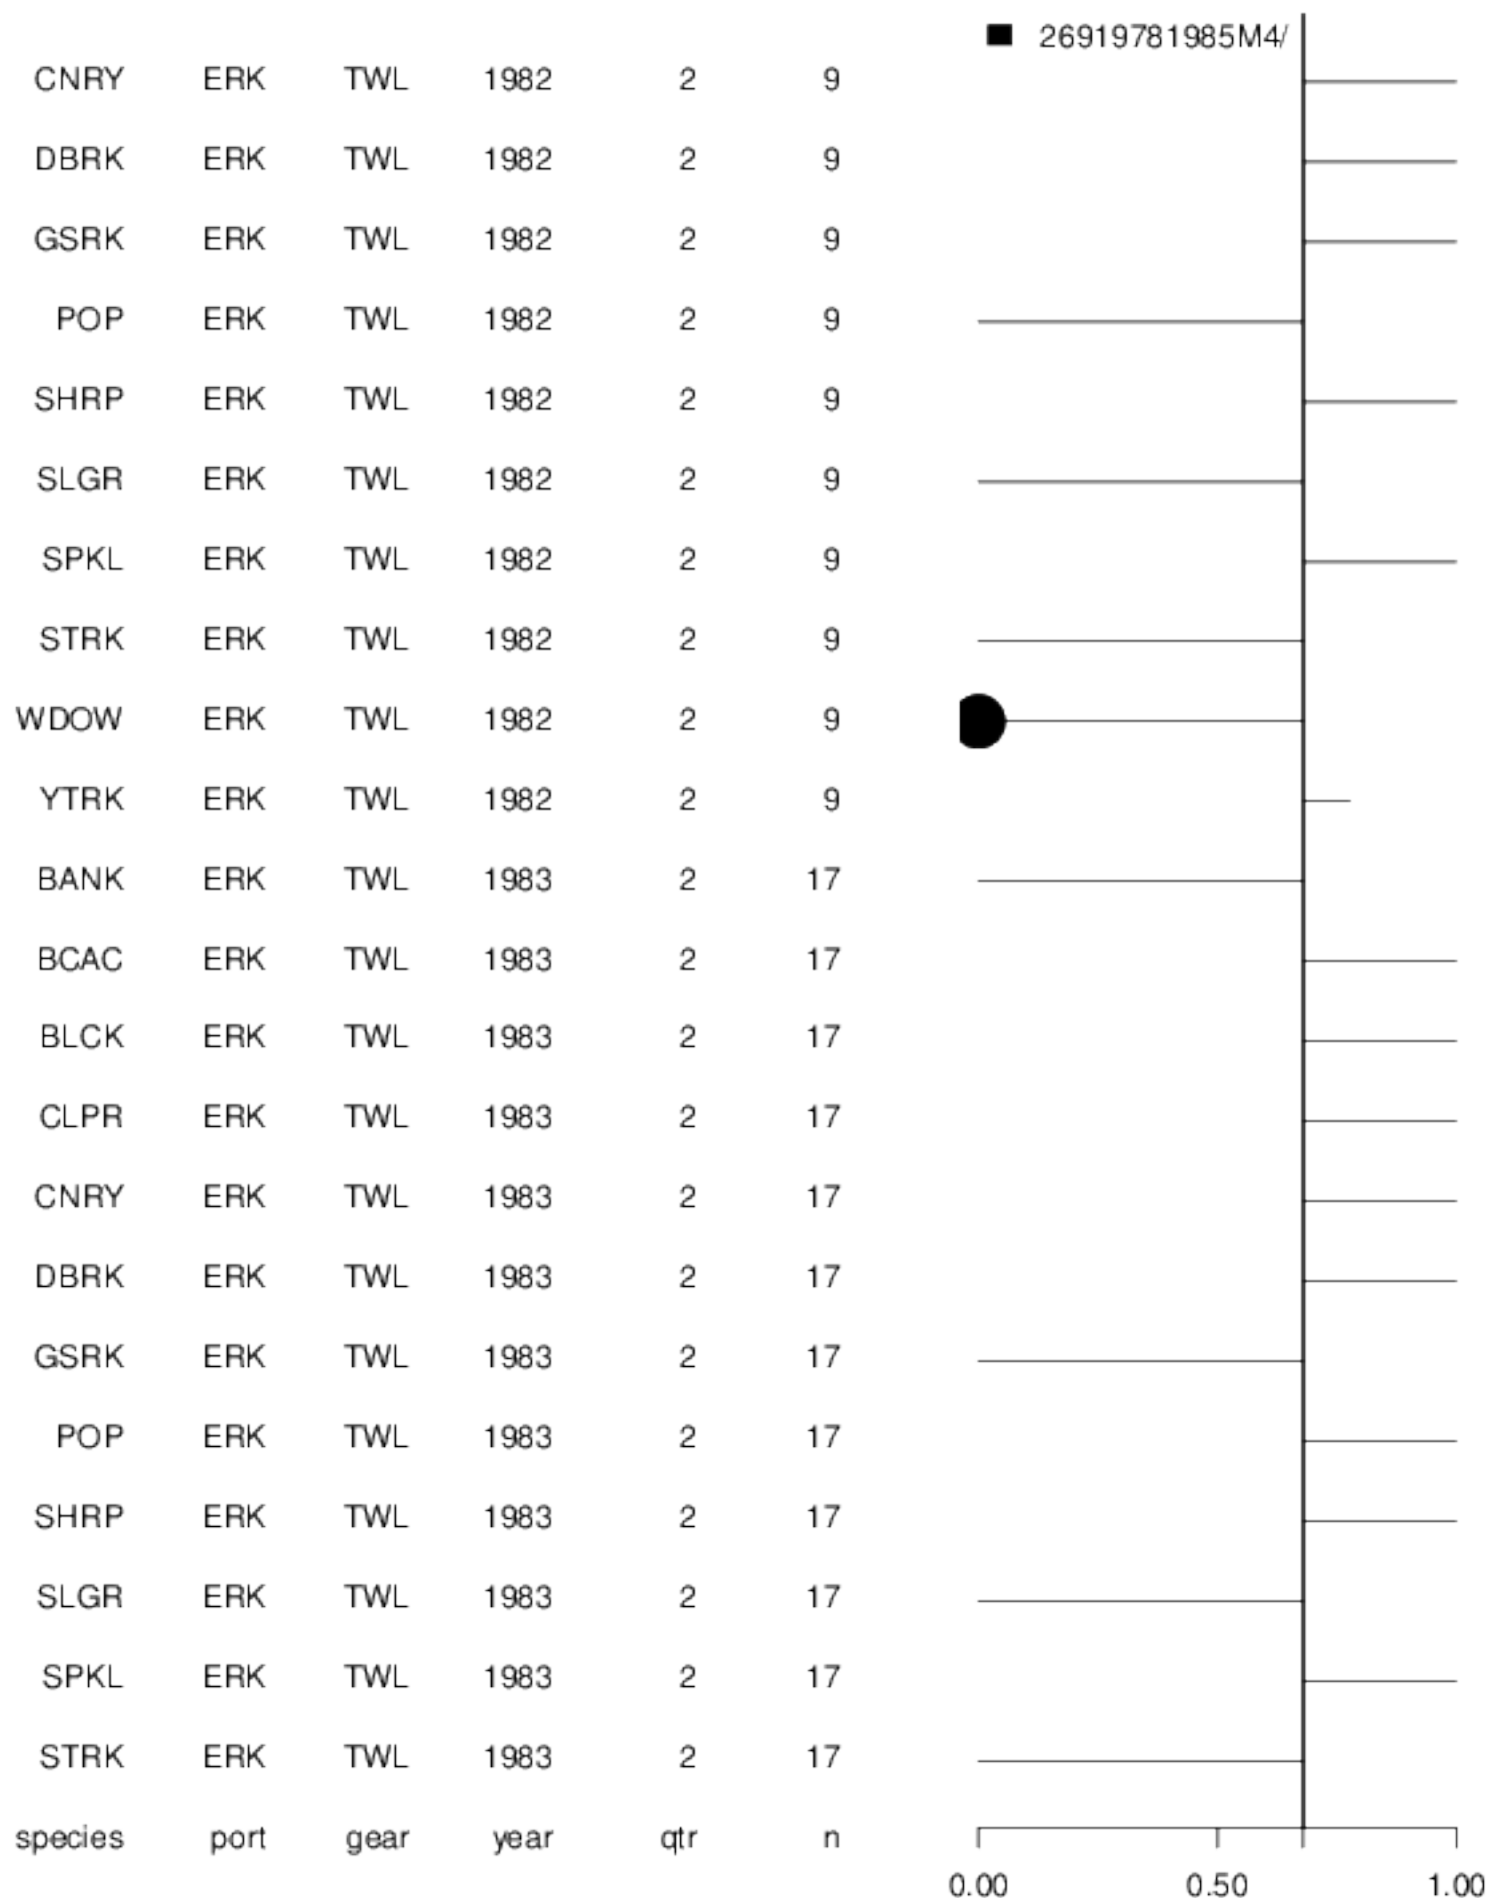 26919781985M4/
CNRY ERK TWL 1982 2 9
DBRK ERK TWL 1982 2 9
GSRK ERK TWL 1982 2 9
POP ERK TWL 1982 2 9
SHRP ERK TWL 1982 2 9
SLGR ERK TWL 1982 2 9
SPKL ERK TWL 1982 2 9
STRK ERK TWL 1982 2 9
WDOW ERK TWL 1982 2 9
YTRK ERK TWL 1982 2 9
BANK ERK TWL 1983 2 17
BCAC ERK TWL 1983 2 17
BLCK ERK TWL 1983 2 17
CLPR ERK TWL 1983 2 17
CNRY ERK TWL 1983 2 17
DBRK ERK TWL 1983 2 17
GSRK ERK TWL 1983 2 17
POP ERK TWL 1983 2 17
SHRP ERK TWL 1983 2 17
SLGR ERK TWL 1983 2 17
SPKL ERK TWL 1983 2 17
STRK ERK TWL 1983 2 17
species port gear year qtr n
0.00 0.50 1.00